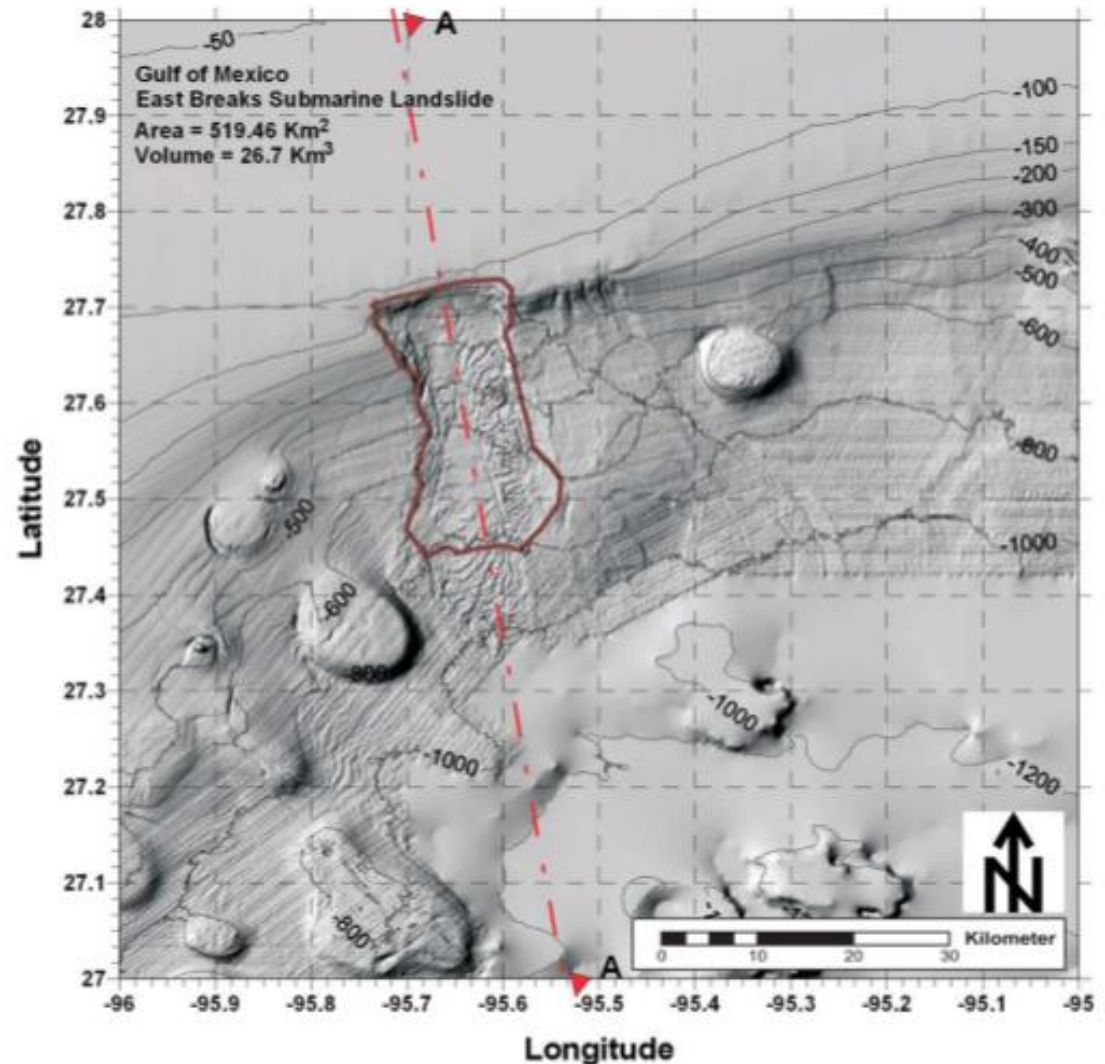 28
A
-50
Gulf of Mexico
East Breaks Submarine Landslide
Area = 519.46 Km²
Volume = 26.7 Km³
-100
27.9
-150
-200
27.8
-300
-400
-500
27.7
-600
27.6
-800
27.5
-500
-1000
27.4
-600
-800
27.3
-1000
-1000
-1200
27.2
27.1
N
-800
Kilometer
0 10 20 30
27
A
-96 -95.9 -95.8 -95.7 -95.6 -95.5 -95.4 -95.3 -95.2 -95.1 -95
Longitude
Latitude